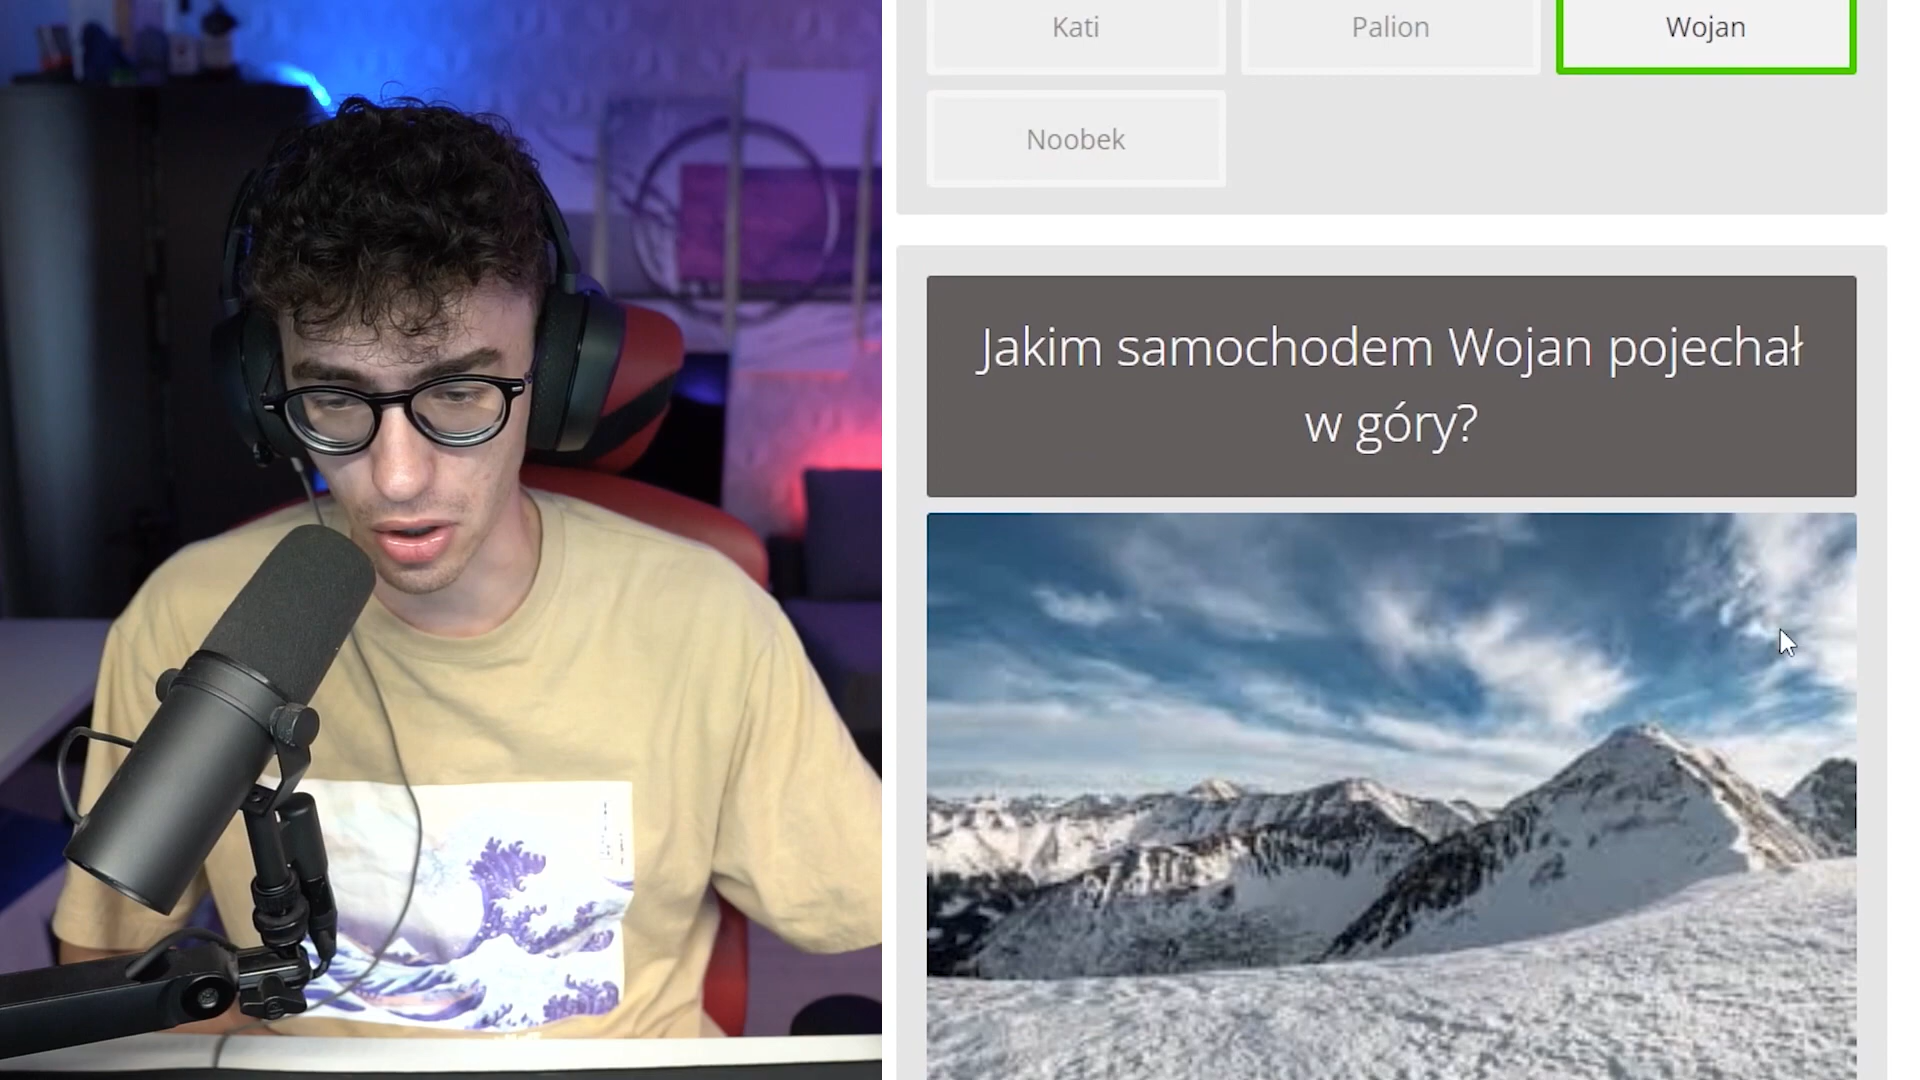 Kati
Palion
Wojan
Noobek
Jakim samochodem Wojan pojechał
w góry?